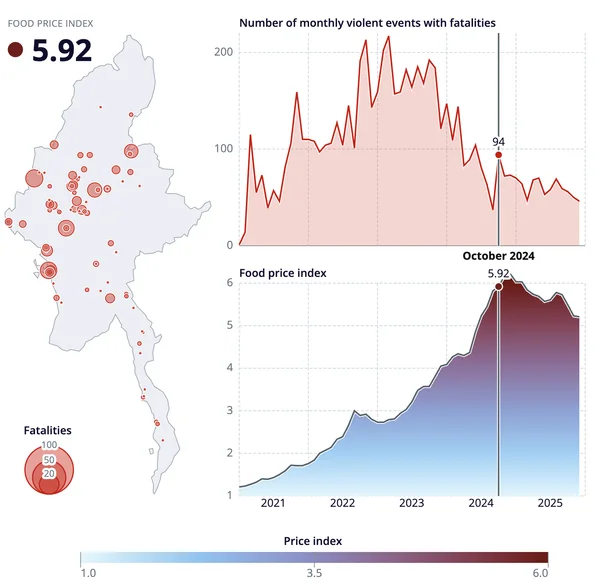 FOOD PRICE INDEX
5.92
Number of monthly violent events with fatalities
200
100
0
94
October 2024
Food price index
5.92
6
5
4
3
2
1
2021 2022 2023 2024 2025
Fatalities
100
50
20
Price index
1.0 3.5 6.0